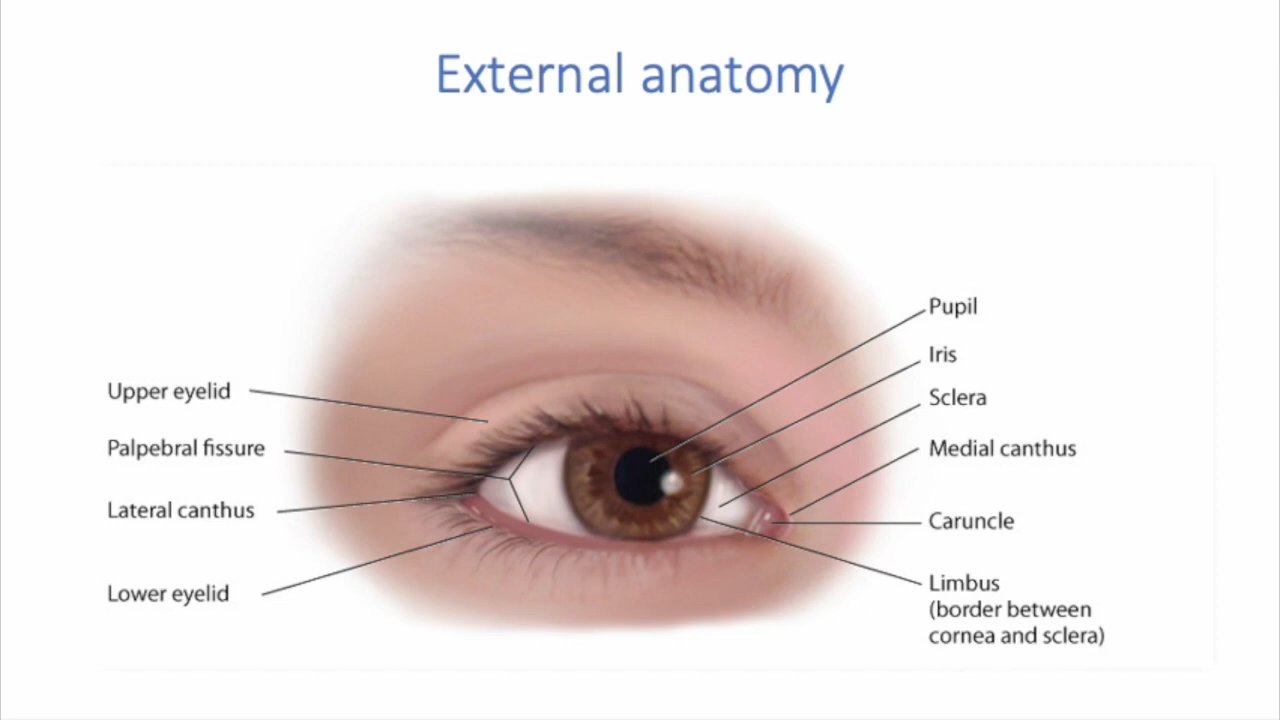 External anatomy
Upper eyelid
Palpebral fissure
Lateral canthus
Lower eyelid
Pupil
Iris
Sclera
Medial canthus
Caruncle
Limbus
(border between
cornea and sclera)